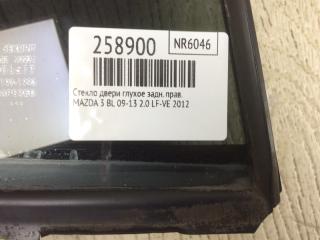 258900
NR6046
Стекло двери глухое задн. прав.
MAZDA 3 BL 09-13 2.0 LF-VE 2012